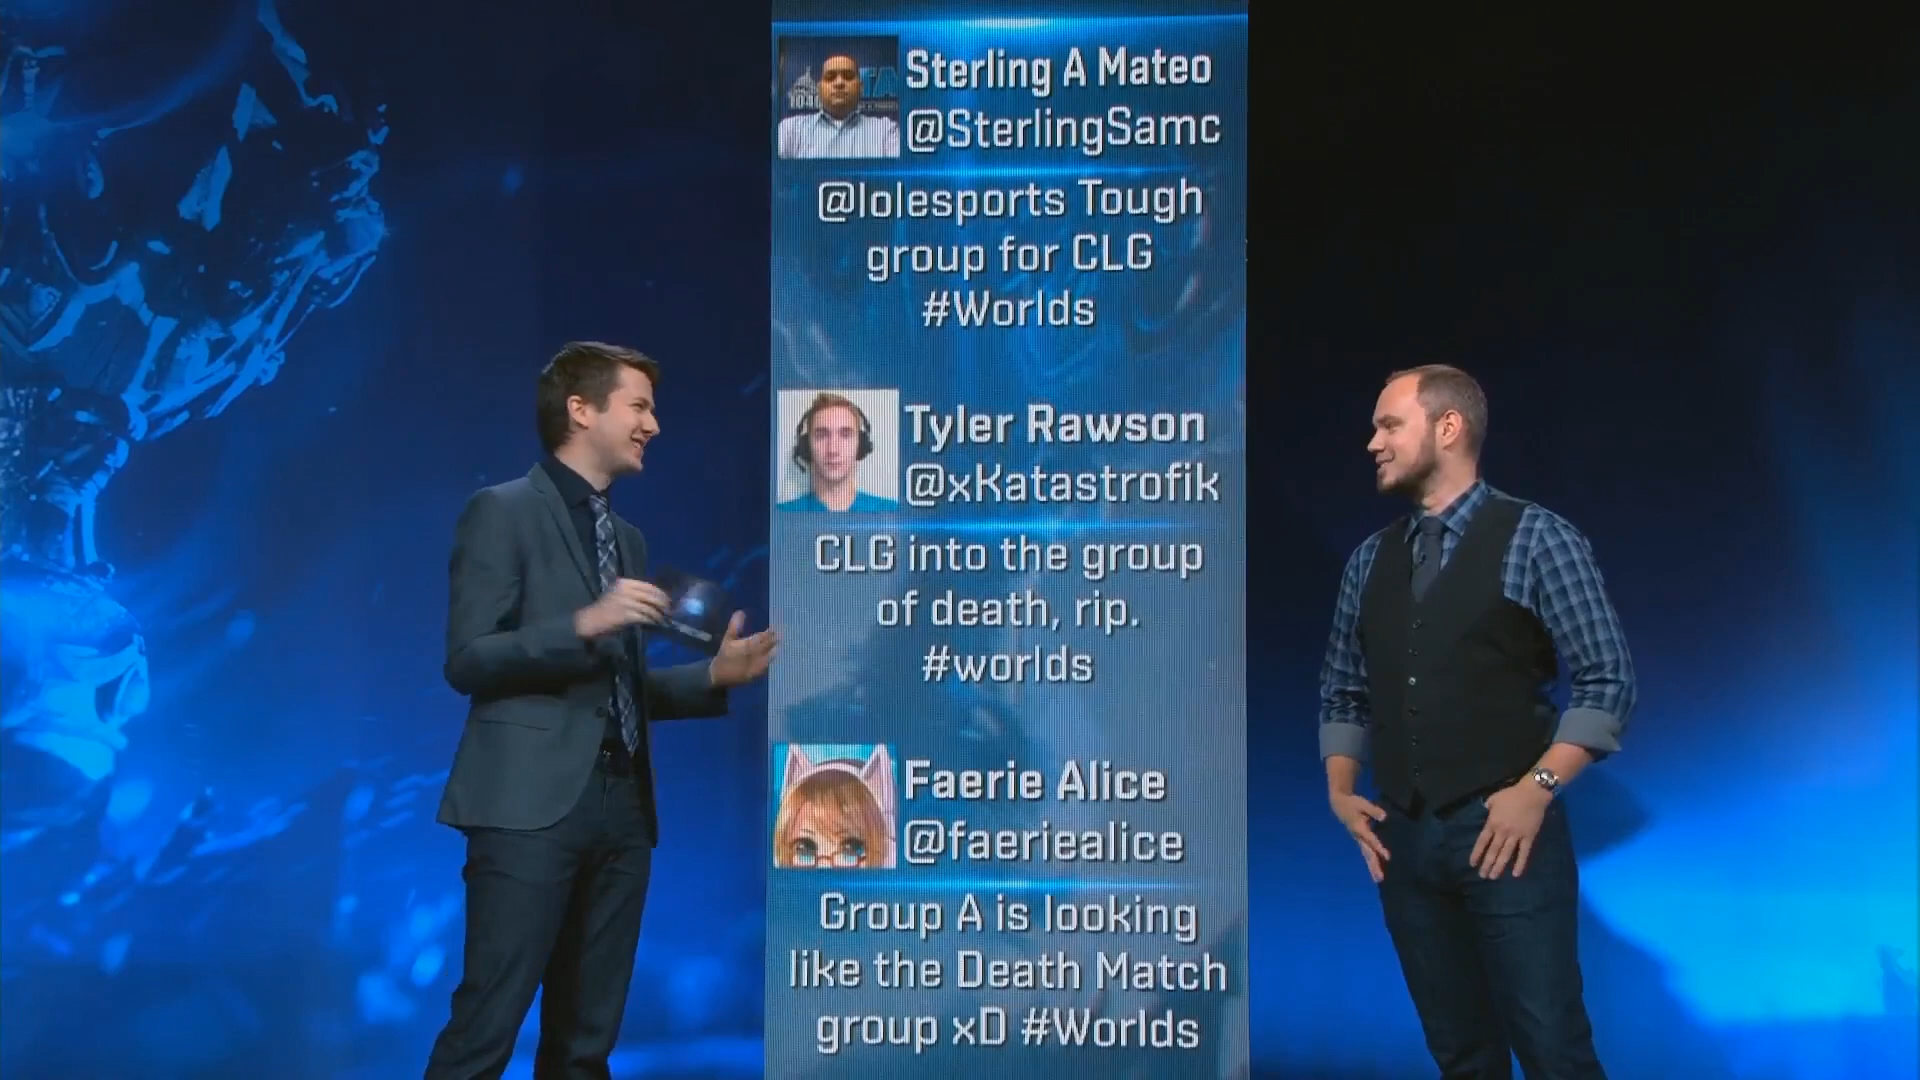 Sterling A Mateo
@SterlingSamc
1040
@lolesports Tough
group for CLG
#Worlds
Tyler Rawson
@xKatastrofik
CLG into the group
of death, rip.
#worlds
Faerie Alice
@faeriealice
Group A is looking
like the Death Match
group xD #Worlds